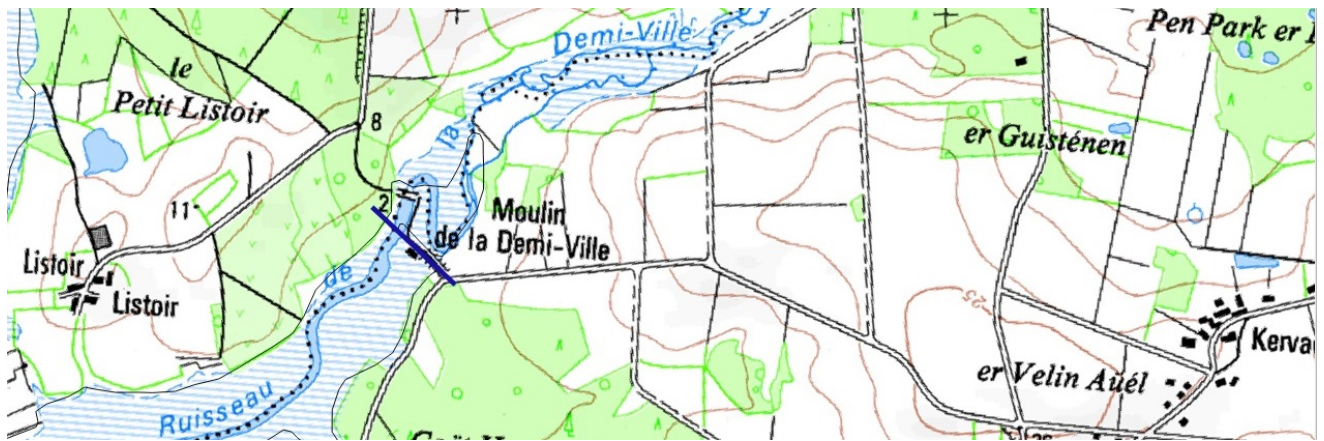 Demi-Ville
Pen Park er
le
Petit Listoir
8
la
er Guisténen
11
2
Moulin
de la Demi-Ville
Listoir
de
Listoir
25
Kerva
er Velin Auél
Ruisseau